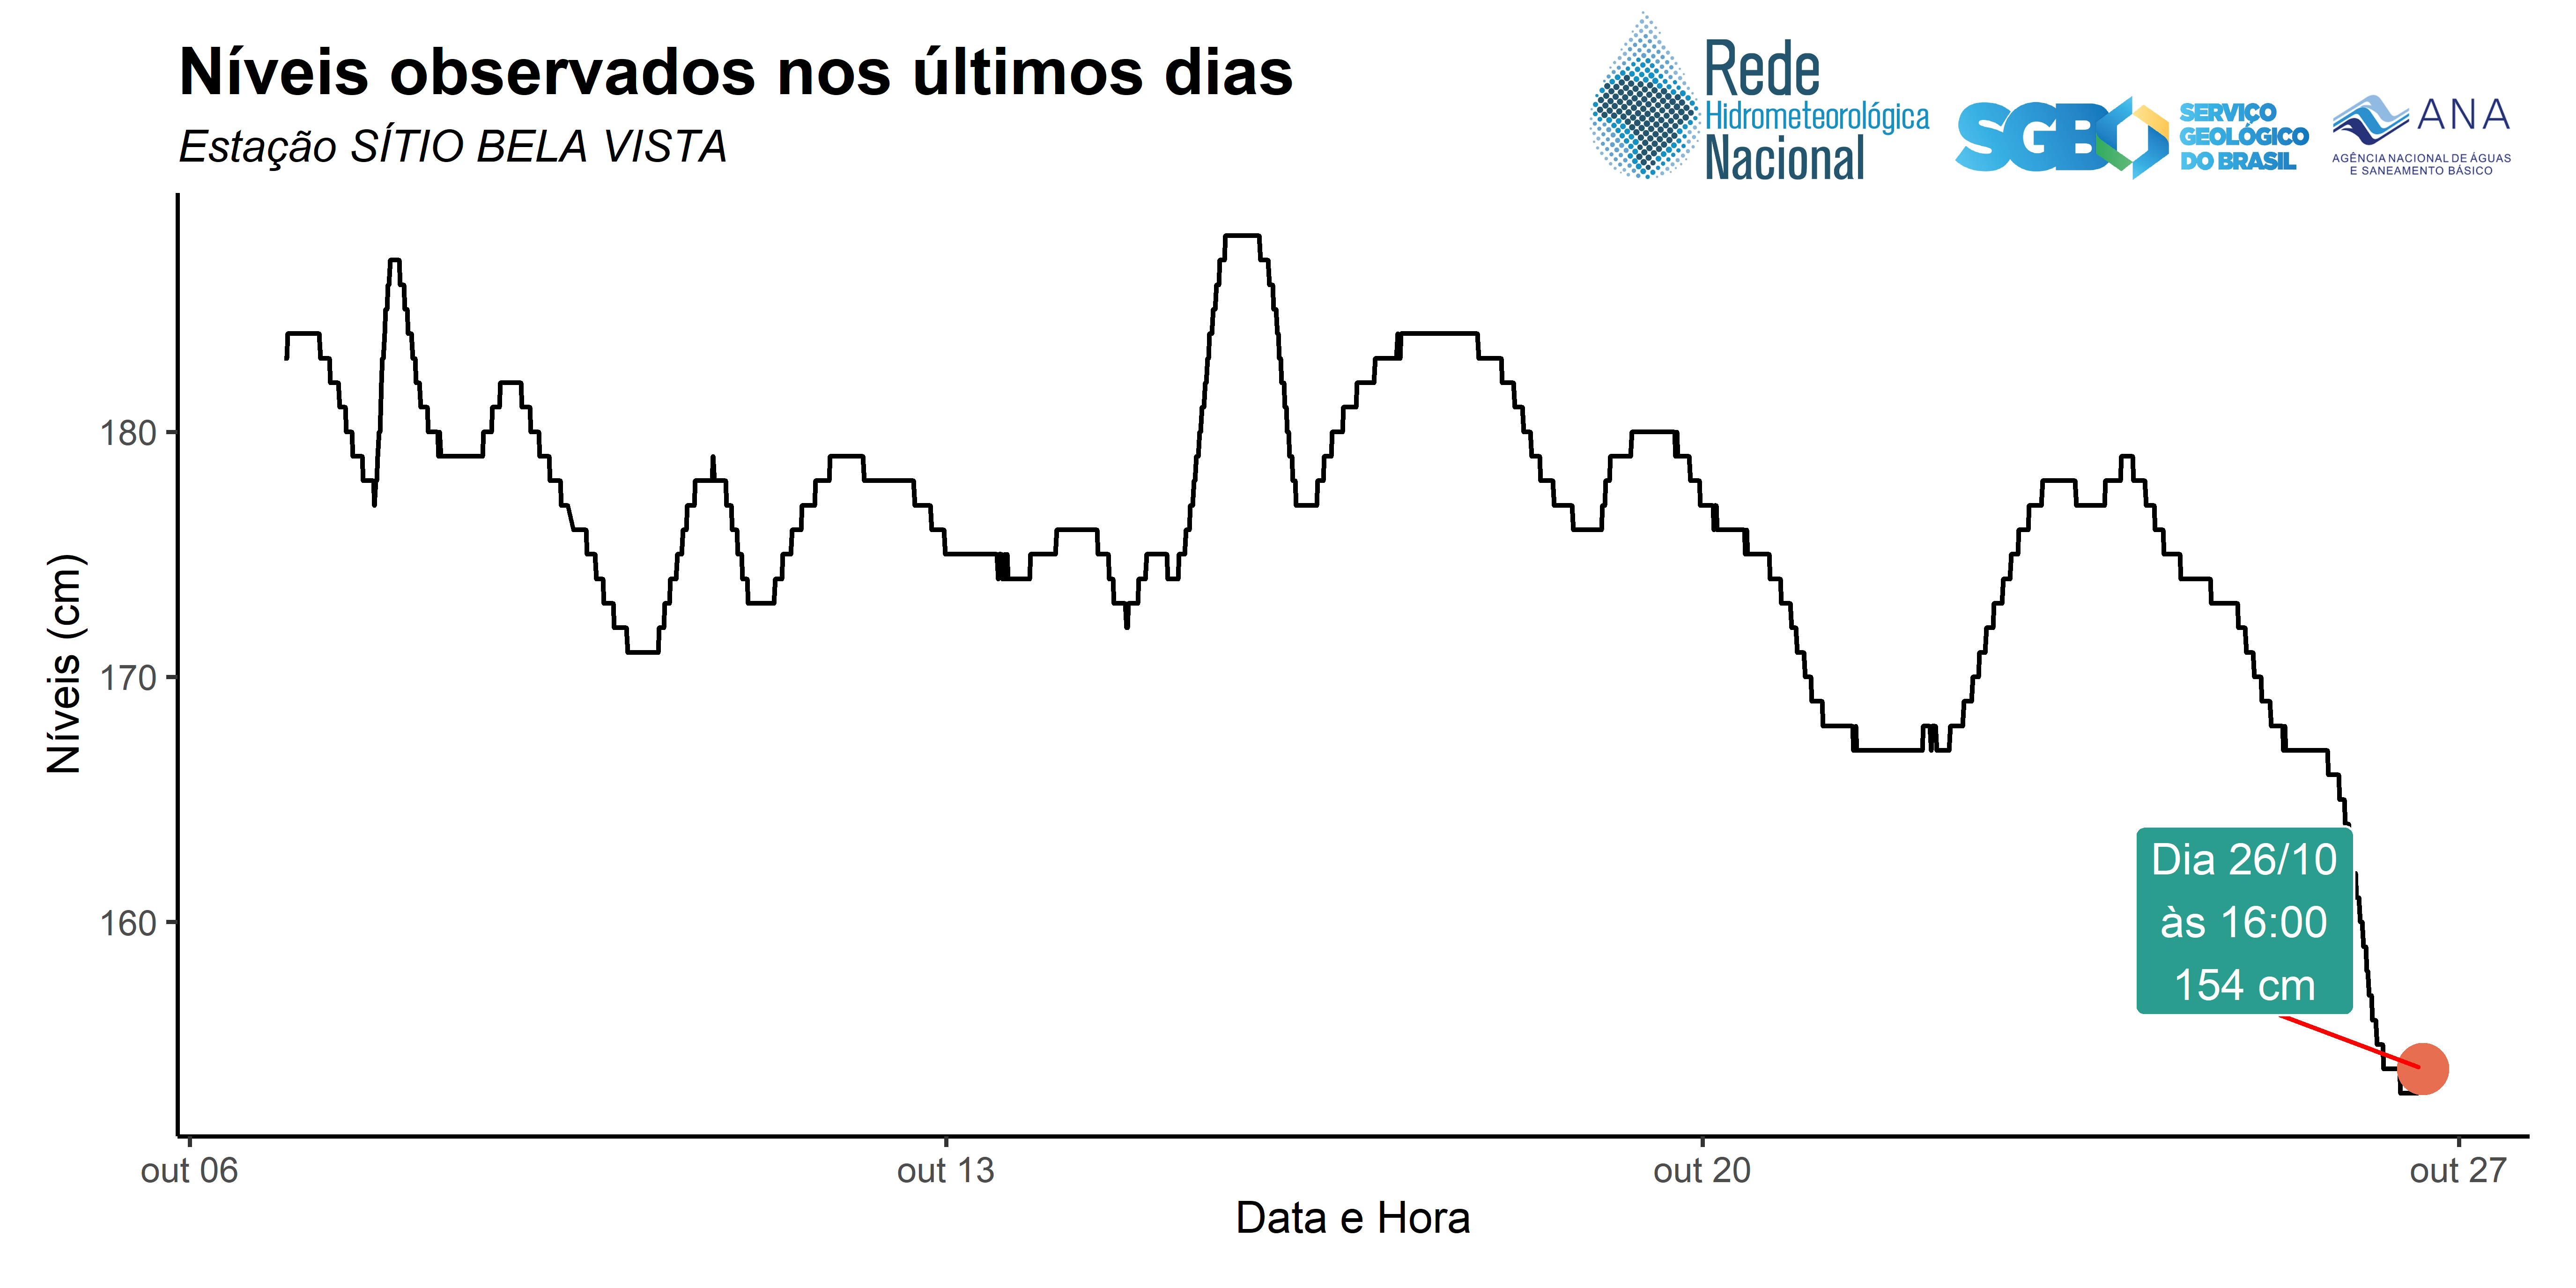 Níveis observados nos últimos dias
Estação SÍTIO BELA VISTA
Rede
Hidrometeorológica
Nacional
SGB
SERVIÇO
GEOLÓGICO
DO BRASIL
ANA
AGÊNCIA NACIONAL DE ÁGUAS
E SANEAMENTO BÁSICO
Níveis (cm)
180
170
160
Dia 26/10
às 16:00
154 cm
out 06
out 13
out 20
out 27
Data e Hora